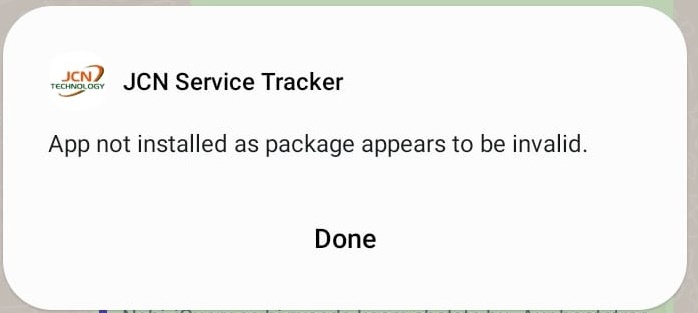 JCN
TECHNOLOGY
JCN Service Tracker
App not installed as package appears to be invalid.
Done